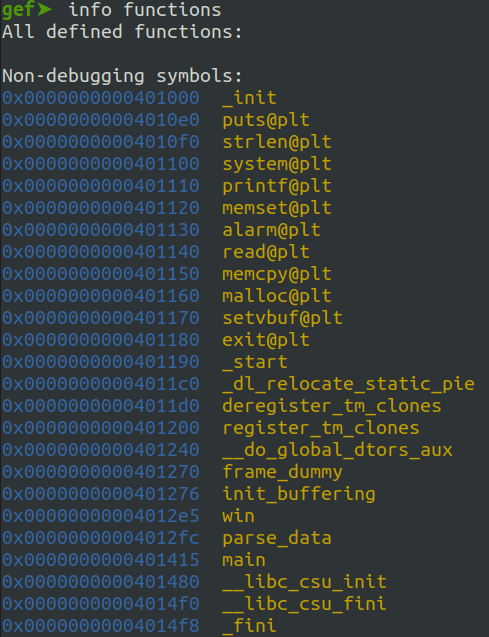 gef➤  info functions
All defined functions:

Non-debugging symbols:
0x0000000000401000  _init
0x00000000004010e0  puts@plt
0x00000000004010f0  strlen@plt
0x0000000000401100  system@plt
0x0000000000401110  printf@plt
0x0000000000401120  memset@plt
0x0000000000401130  alarm@plt
0x0000000000401140  read@plt
0x0000000000401150  memcpy@plt
0x0000000000401160  malloc@plt
0x0000000000401170  setvbuf@plt
0x0000000000401180  exit@plt
0x0000000000401190  _start
0x00000000004011c0  _dl_relocate_static_pie
0x00000000004011d0  deregister_tm_clones
0x0000000000401200  register_tm_clones
0x0000000000401240  __do_global_dtors_aux
0x0000000000401270  frame_dummy
0x0000000000401276  init_buffering
0x00000000004012e5  win
0x00000000004012fc  parse_data
0x0000000000401415  main
0x0000000000401480  __libc_csu_init
0x00000000004014f0  __libc_csu_fini
0x00000000004014f8  _fini